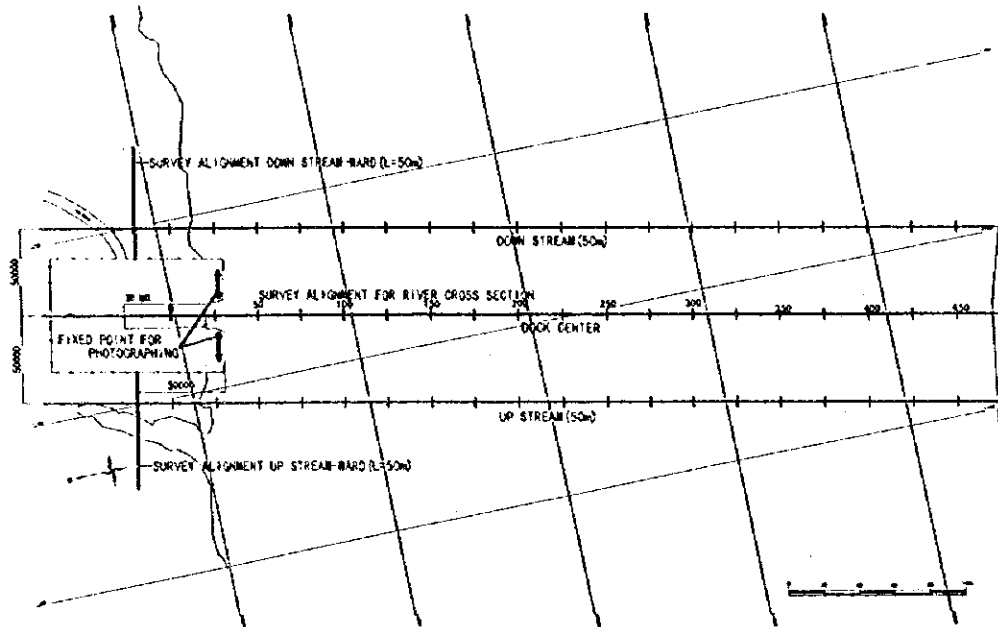 SURVEY ALIGNMENT DOWN STREAM-WARD(L=50m)
DOWN STREAM(50m)
50000
50000
SURVEY ALIGNMENT FOR RIVER CROSS SECTION
50
100
150
200
250
300
350
400
450
DOCK CENTER
FIXED POINT FOR
PHOTOGRAPHING
50000
UP STREAM(50m)
SURVEY ALIGNMENT UP STREAM-WARD(L=50m)